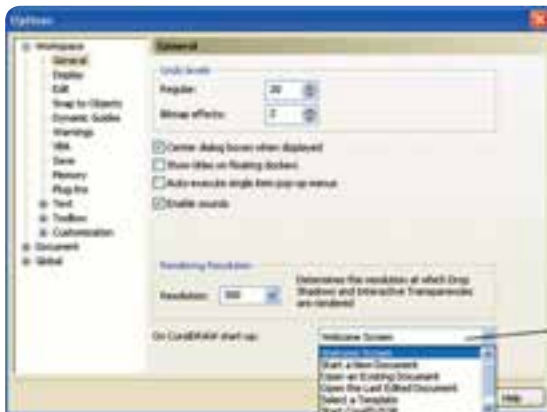 Options
Workspace
General
Display
Edit
Snap to Objects
Dynamic Guides
Warnings
VBA
Save
Memory
Plug-Ins
Text
Toolbox
Customization
Document
Global
General
Undo levels
Regular: 20
Bitmap effects: 2
Center dialog boxes when displayed
Show titles on floating dockers
Auto-execute single item pop-up menus
Enable sounds
Rendering Resolution
Resolution: 300
Determines the resolution at which Drop
Shadows and Interactive Transparencies
are rendered
On CorelDRAW start-up: Welcome Screen
Welcome Screen
Start a New Document
Open an Existing Document
Open the Last Edited Document
Select a Template
Help